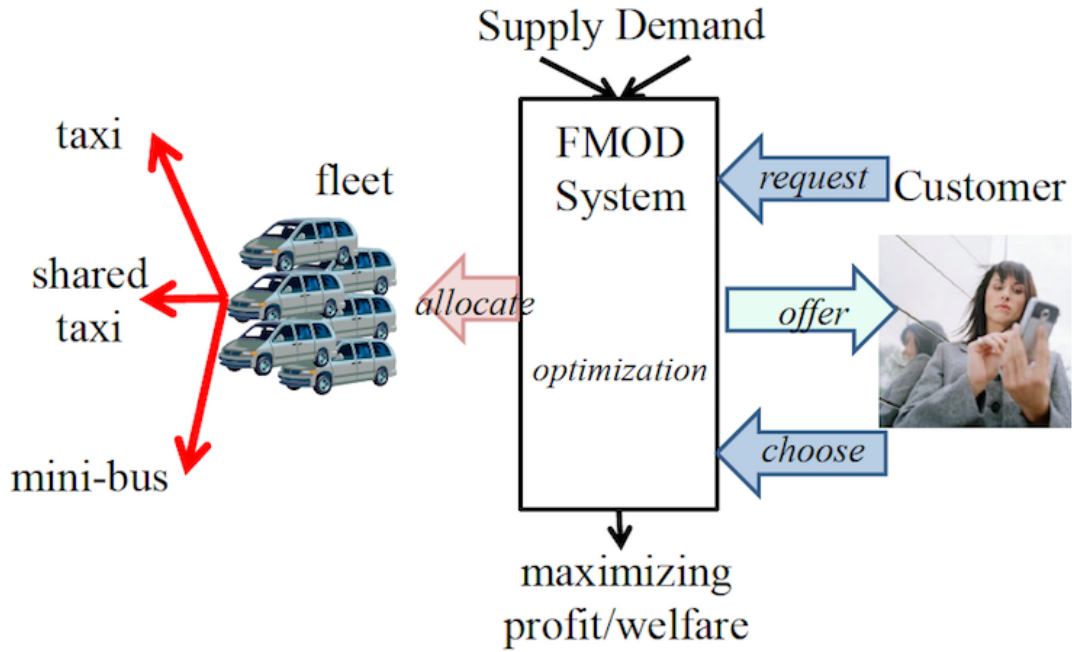 Supply Demand
FMOD
System
optimization
request
Customer
offer
choose
allocate
fleet
taxi
shared
taxi
mini-bus
maximizing
profit/welfare